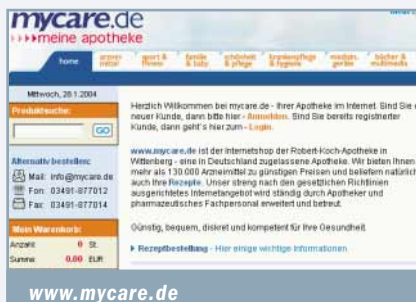 mycare.de
meine apotheke
home
arznei-
mittel
sport &
fitness
familie
& baby
schönheit
& pflege
krankenpflege
& hygiene
medizin.
geräte
bücher &
multimedia
Mittwoch, 28.1.2004
Produktsuche:
GO
Alternativ bestellen:
Mail: info@mycare.de
Fon: 03491-877012
Fax: 03491-877014
Mein Warenkorb:
Anzahl: 0 St.
Summe: 0.00 EUR
Herzlich Willkommen bei mycare.de - Ihrer Apotheke im Internet. Sind Sie
neuer Kunde, dann bitte hier - Anmelden. Sind Sie bereits registrierter
Kunde, dann geht's hier zum - Login.
www.mycare.de ist der Internetshop der Robert-Koch-Apotheke in
Wittenberg - eine in Deutschland zugelassene Apotheke. Wir bieten Ihnen
mehr als 130.000 Arzneimittel zu günstigen Preisen und beliefern natürlich
auch Ihre Rezepte. Unser streng nach den gesetzlichen Richtlinien
ausgerichtetes Internetangebot wird ständig durch Apotheker und
pharmazeutisches Fachpersonal erweitert und betreut.
Günstig, bequem, diskret und kompetent für Ihre Gesundheit.
Rezeptbestellung - Hier einige wichtige Informationen
www.mycare.de